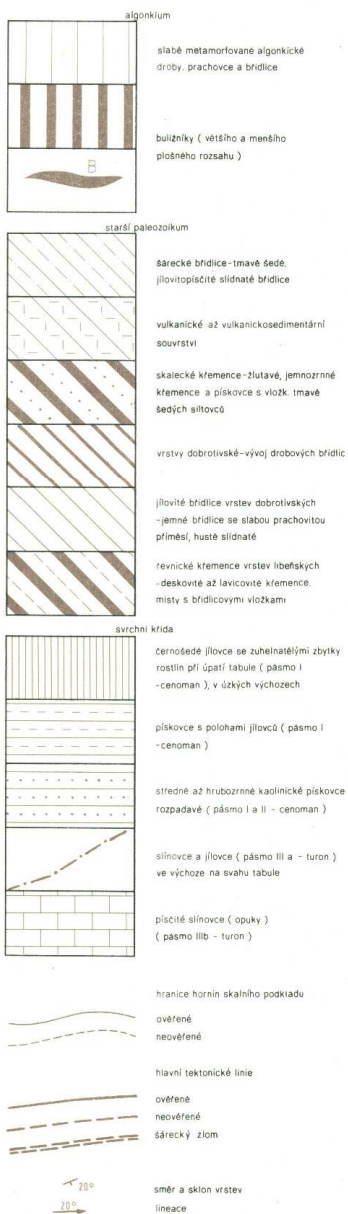 algonkium
slabě metamorfované algonkické
droby, prachovce a břidlice
buližníky ( většího a menšího
plošného rozsahu )
B
starší paleozoikum
šárecké břidlice-tmavě šedé,
jílovitopísčité slídnaté břidlice
vulkanické až vulkanickosedimentární
souvrství
skalecké křemence-žlutavé, jemnozrnné
křemence a pískovce s vložk. tmavě
šedých siltovců
vrstvy dobrotivské-vývoj drobových břidlic
jílovité břidlice vrstev dobrotivských
-jemné břidlice se slabou prachovitou
příměsí, hustě slídnaté
řevnické křemence vrstev libeňských
-deskovité až lavicovité křemence,
místy s břidlicovými vložkami
svrchní křída
černošedé jílovce se zuhelnatělými zbytky
rostlin při úpatí tabule ( pásmo I
-cenoman ), v úzkých výchozech
pískovce s polohami jílovců ( pásmo I
-cenoman )
středně až hrubozrnné kaolinické pískovce
rozpadavé ( pásmo I a II - cenoman )
slínovce a jílovce ( pásmo III a - turon )
ve výchoze na svahu tabule
písčité slínovce ( opuky )
( pásmo IIIb - turon )
hranice hornin skalního podkladu
ověřené
neověřené
hlavní tektonické linie
ověřené
neověřené
šárecký zlom
20° směr a sklon vrstev
20° lineace